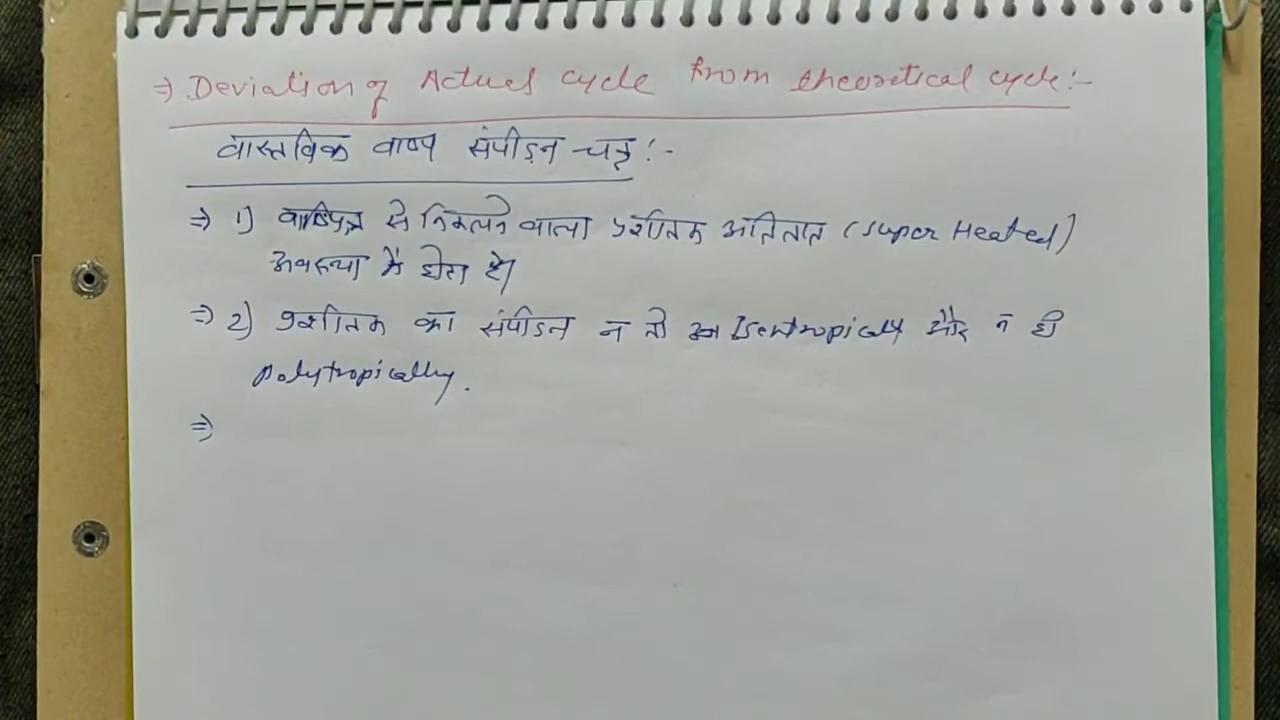 ⇒ Deviation of Actual cycle from theoretical cycle:-
वास्तविक वाष्प संपीडन चक्र:-
⇒ 1) वाष्पित्र से निकलने वाला प्रशीतक अतितप्त (super Heated)
अवस्था में होता है।
⇒ 2) प्रशीतक का संपीडन न तो Isentropically और न ही
polytropically.
⇒